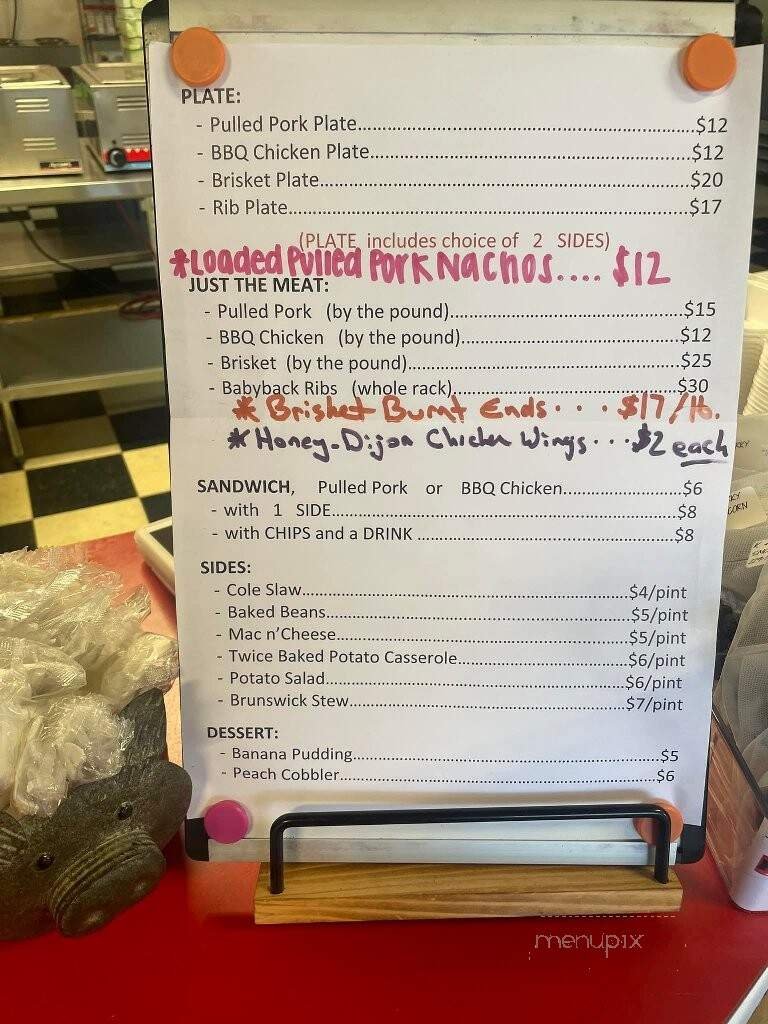 PLATE:
- Pulled Pork Plate....................$12
- BBQ Chicken Plate....................$12
- Brisket Plate....................$20
- Rib Plate....................$17
(PLATE includes choice of 2 SIDES)
*Loaded Pulled Pork Nachos.... $12
JUST THE MEAT:
- Pulled Pork (by the pound)....................$15
- BBQ Chicken (by the pound)....................$12
- Brisket (by the pound)....................$25
- Babyback Ribs (whole rack)....................$30
* Brisket Burnt Ends . . . $17/lb.
* Honey-Dijon Chicken Wings . . . $2 each
SANDWICH, Pulled Pork or BBQ Chicken....................$6
- with 1 SIDE....................$8
- with CHIPS and a DRINK ....................$8
SIDES:
- Cole Slaw....................$4/pint
- Baked Beans....................$5/pint
- Mac n'Cheese....................$5/pint
- Twice Baked Potato Casserole....................$6/pint
- Potato Salad....................$6/pint
- Brunswick Stew....................$7/pint
DESSERT:
- Banana Pudding....................$5
- Peach Cobbler....................$6
menupix